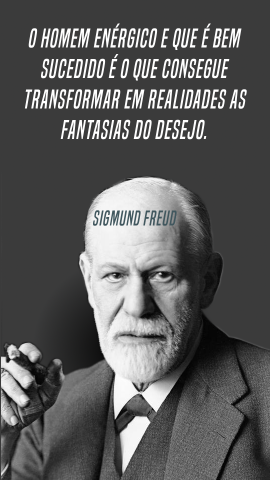 O HOMEM ENÉRGICO E QUE É BEM
SUCEDIDO É O QUE CONSEGUE
TRANSFORMAR EM REALIDADES AS
FANTASIAS DO DESEJO.
SIGMUND FREUD